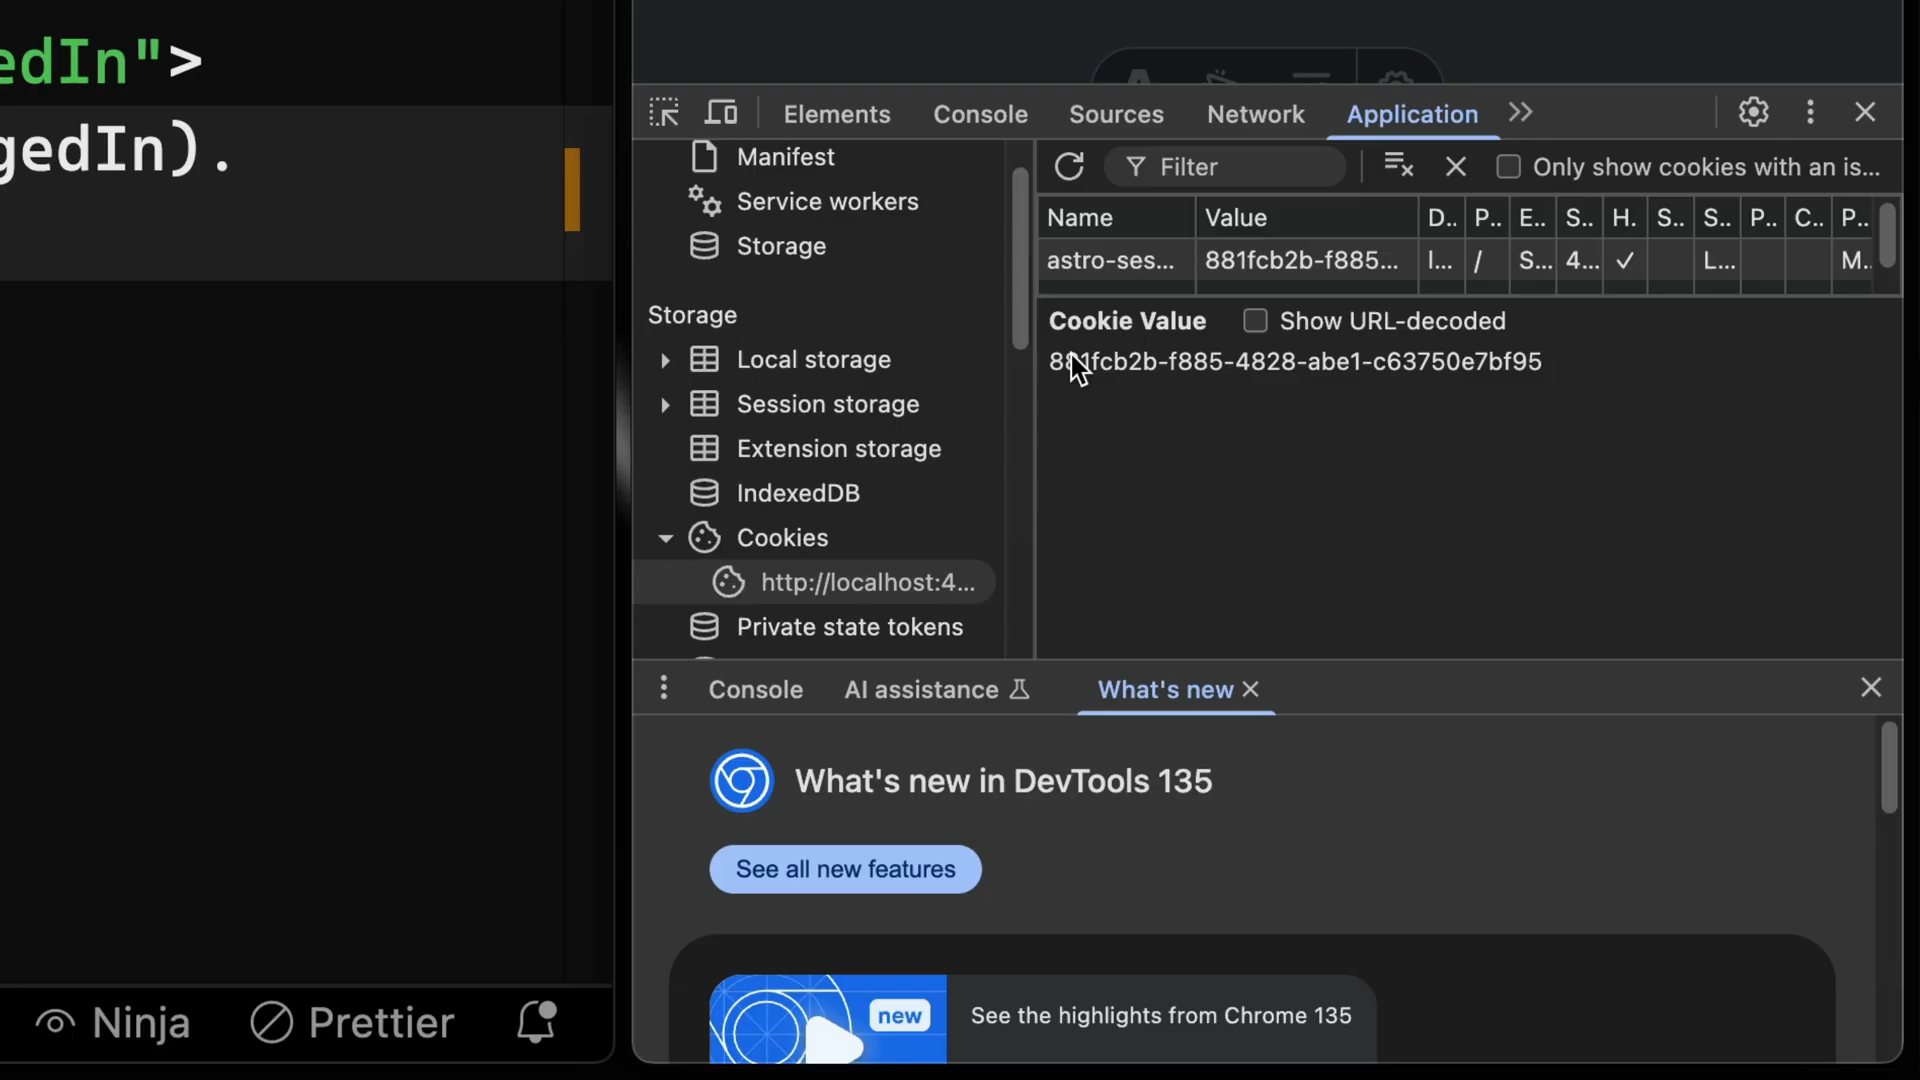 edIn">
gedIn).
Ninja
Prettier
Elements
Console
Sources
Network
Application
Manifest
Service workers
Storage
Storage
Local storage
Session storage
Extension storage
IndexedDB
Cookies
http://localhost:4...
Private state tokens
Filter
Only show cookies with an is...
Name Value D.. P.. E.. S.. H. S.. S.. P.. C.. P..
astro-ses... 881fcb2b-f885... l... / S... 4... ✓ L... M..
Cookie Value
Show URL-decoded
881fcb2b-f885-4828-abe1-c63750e7bf95
Console
AI assistance
What's new
What's new in DevTools 135
See all new features
new
See the highlights from Chrome 135